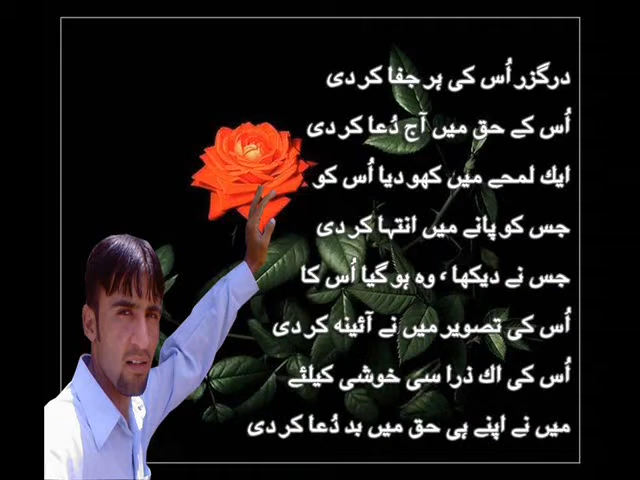 درگزر اُس کی ہر جفا کر دی
اُس کے حق میں آج دُعا کر دی
ایک لمحے میں کھو دیا اُس کو
جس کو پانے میں انتہا کر دی
جس نے دیکھا ، وہ ہو گیا اُس کا
اُس کی تصویر میں نے آئینہ کر دی
اُس کی اک ذرا سی خوشی کیلئے
میں نے اپنے ہی حق میں بد دُعا کر دی